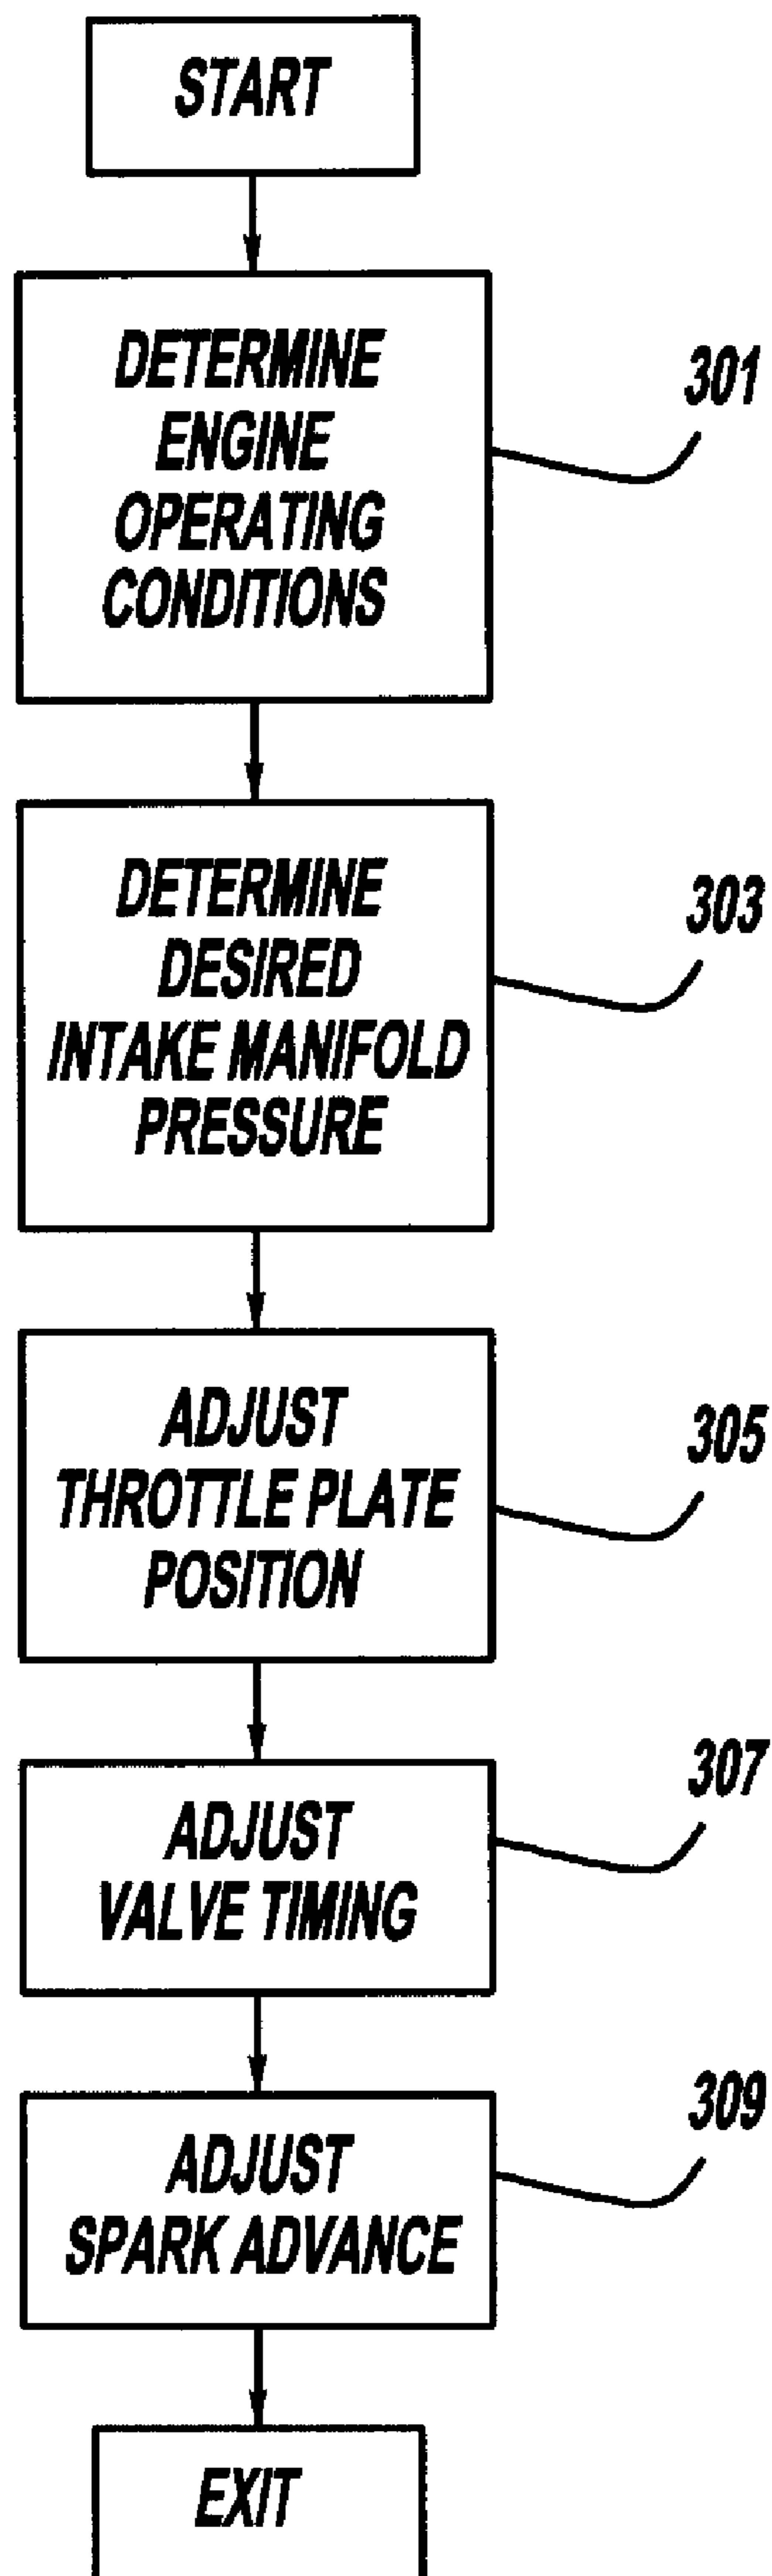 START
DETERMINE
ENGINE
OPERATING
CONDITIONS
301
DETERMINE
DESIRED
INTAKE MANIFOLD
PRESSURE
303
ADJUST
THROTTLE PLATE
POSITION
305
ADJUST
VALVE TIMING
307
ADJUST
SPARK ADVANCE
309
EXIT